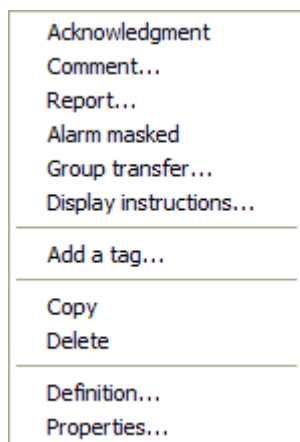 Acknowledgment
Comment...
Report...
Alarm masked
Group transfer...
Display instructions...
Add a tag...
Copy
Delete
Definition...
Properties...